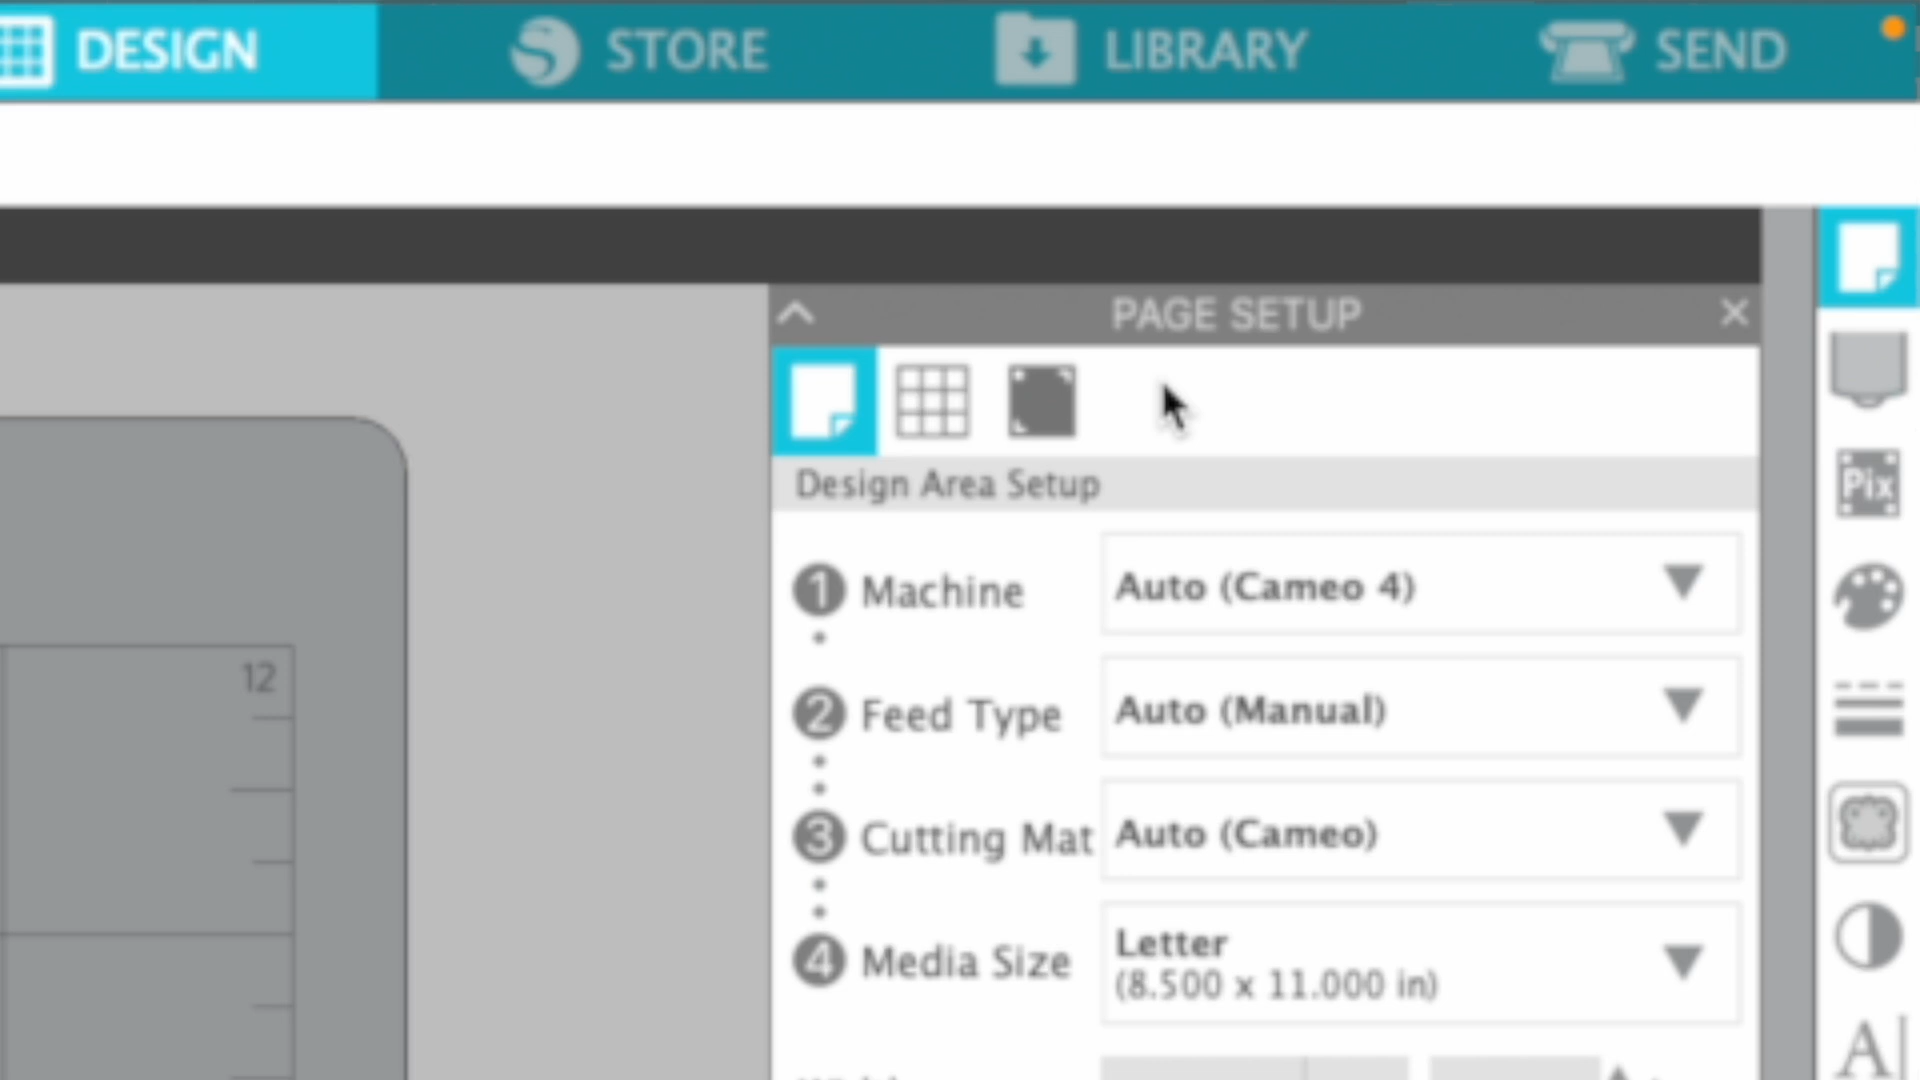 DESIGN
STORE
LIBRARY
SEND
PAGE SETUP
Pix
Design Area Setup
1 Machine
Auto (Cameo 4)
2 Feed Type
Auto (Manual)
3 Cutting Mat
Auto (Cameo)
4 Media Size
Letter
(8.500 x 11.000 in)
12
A